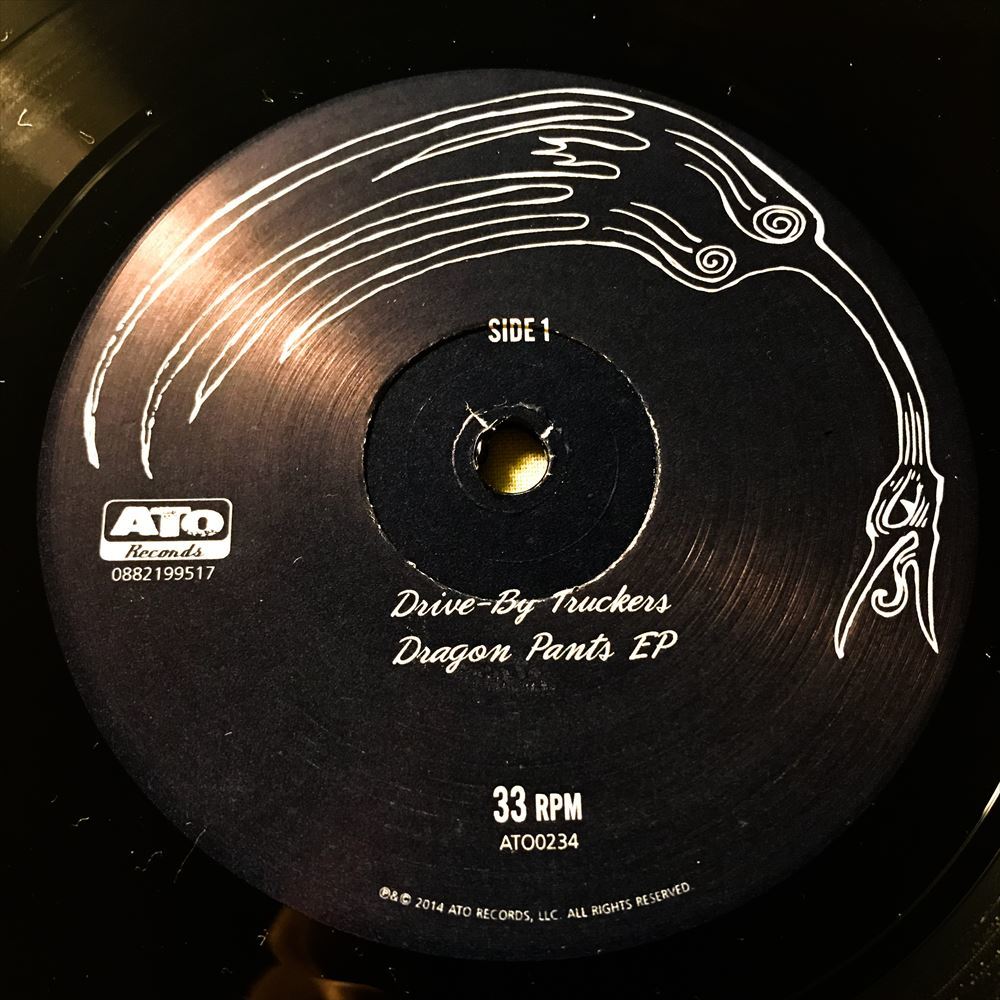 SIDE 1
ATO
Records
0882199517
Drive-By Truckers
Dragon Pants EP
33 RPM
ATO0234
℗&© 2014 ATO RECORDS, LLC. ALL RIGHTS RESERVED.